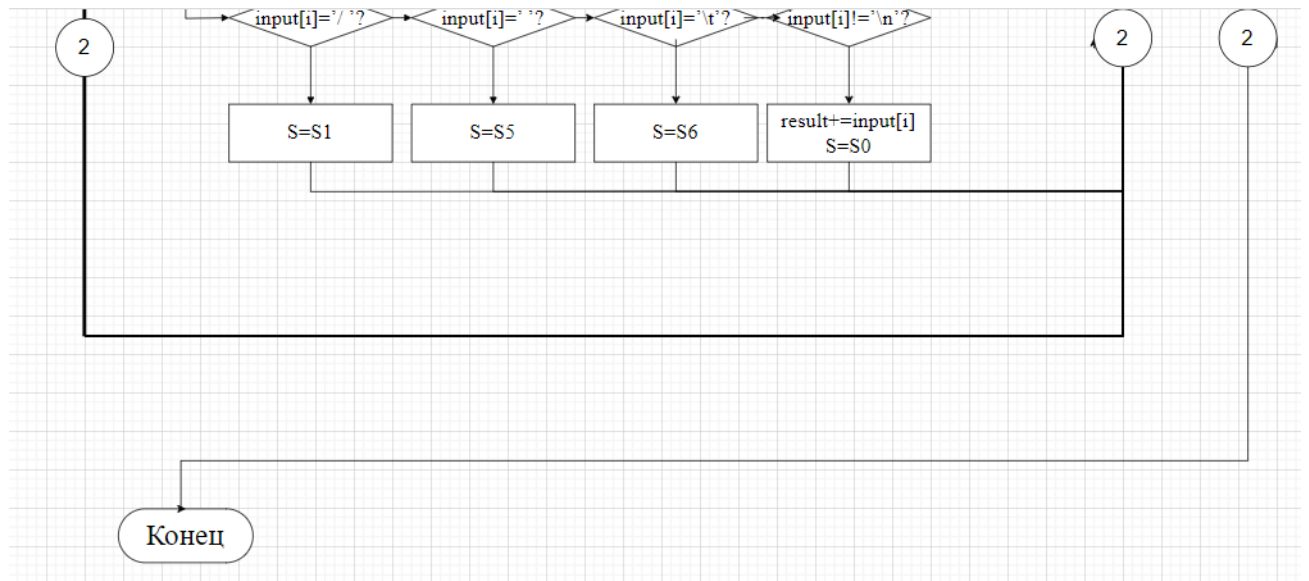 input[i]='/ '?
input[i]=' '?
input[i]='\t'?
input[i]!='\n'?
2
2
2
S=S1
S=S5
S=S6
result+=input[i]
S=S0
Конец